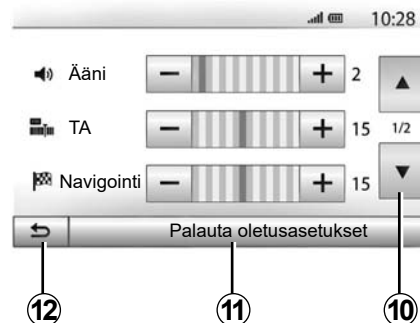 10:28
Ääni 2
TA 15 1/2
Navigointi 15
Palauta oletusasetukset
12 11 10